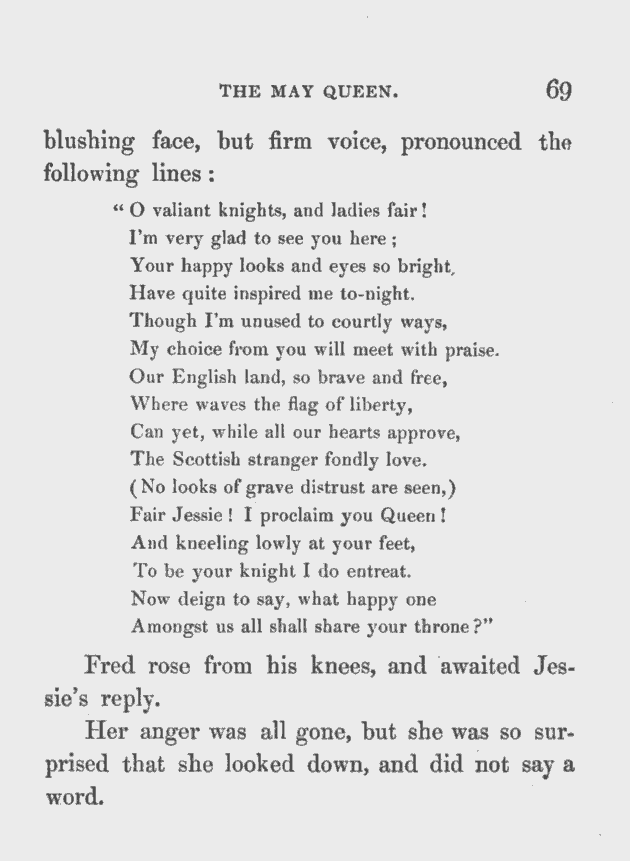 THE MAY QUEEN. 69
blushing face, but firm voice, pronounced the
following lines :
“ O valiant knights, and ladies fair !
I'm very glad to see you here ;
Your happy looks and eyes so bright,
Have quite inspired me to-night.
Though I'm unused to courtly ways,
My choice from you will meet with praise.
Our English land, so brave and free,
Where waves the flag of liberty,
Can yet, while all our hearts approve,
The Scottish stranger fondly love.
( No looks of grave distrust are seen,)
Fair Jessie ! I proclaim you Queen !
And kneeling lowly at your feet,
To be your knight I do entreat.
Now deign to say, what happy one
Amongst us all shall share your throne ?”
Fred rose from his knees, and awaited Jes-
sie's reply.
Her anger was all gone, but she was so sur-
prised that she looked down, and did not say a
word.